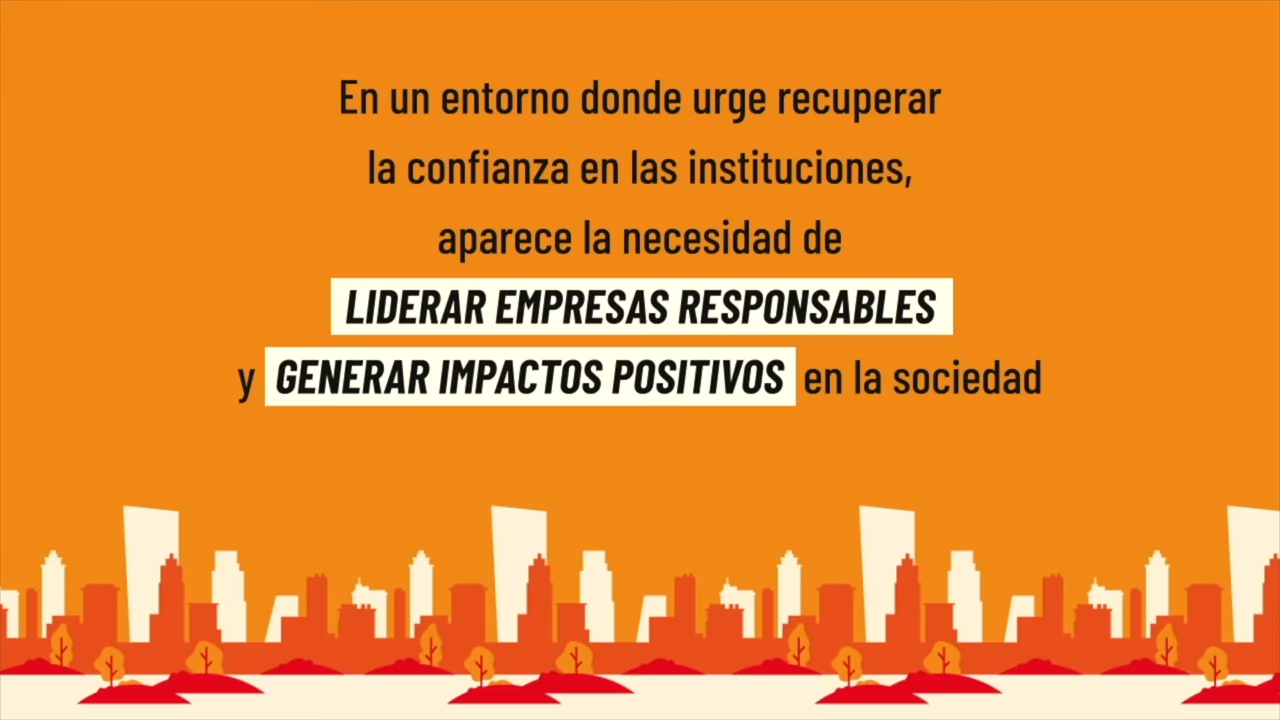 En un entorno donde urge recuperar
la confianza en las instituciones,
aparece la necesidad de
LIDERAR EMPRESAS RESPONSABLES
y GENERAR IMPACTOS POSITIVOS en la sociedad